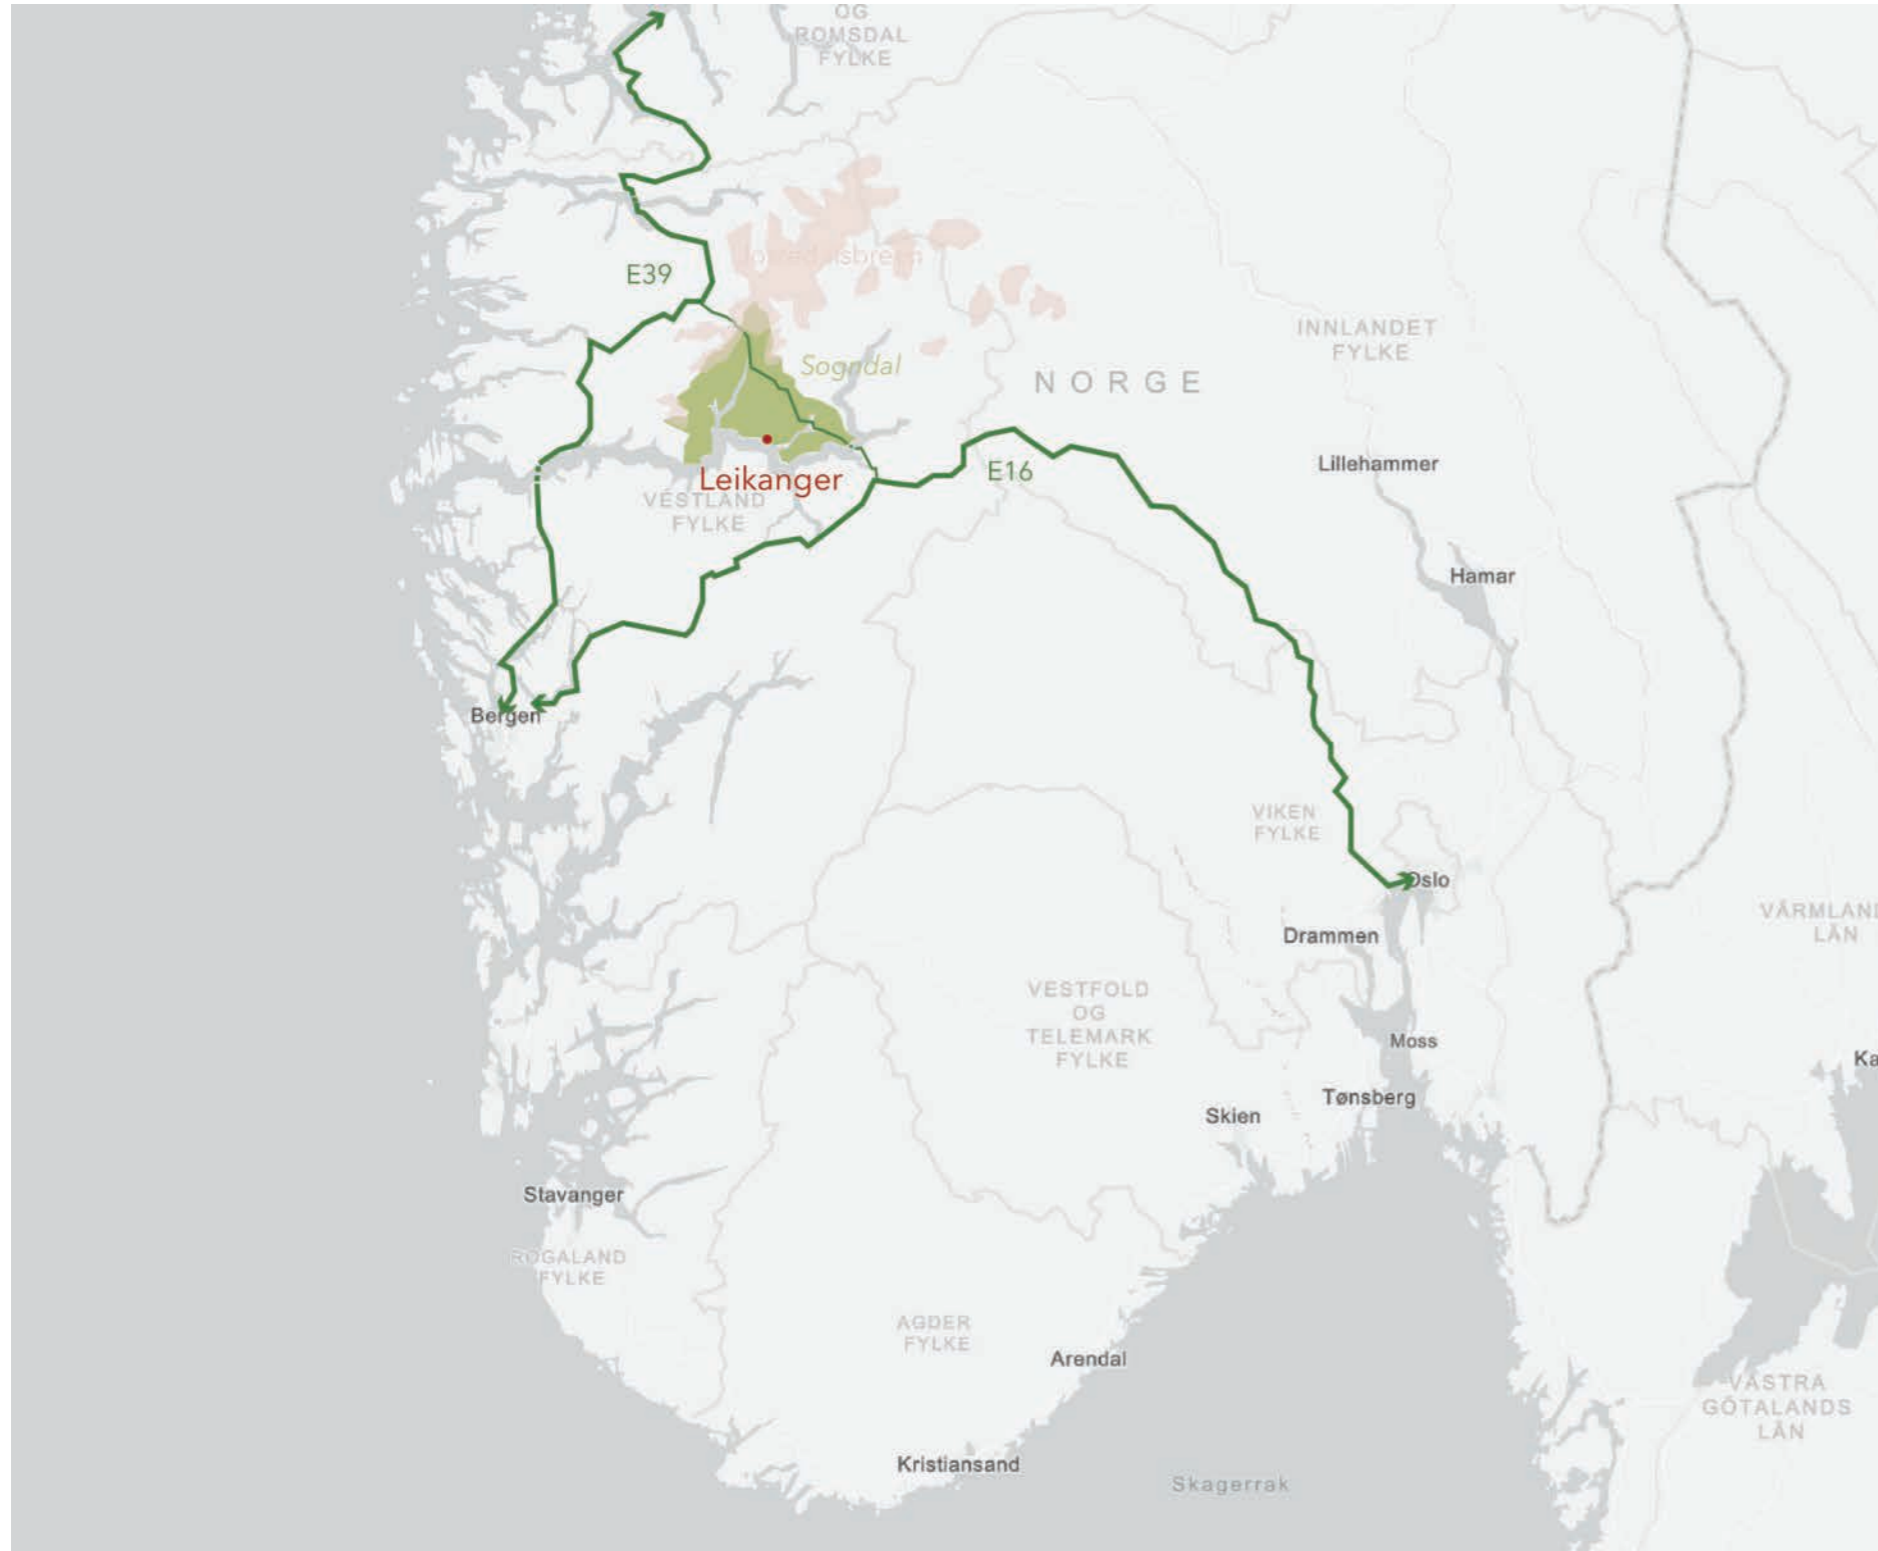 OG
ROMSDAL
FYLKE
E39
Jostedalsbreen
INNLANDET
FYLKE
Sogndal
NORGE
Lillehammer
E16
Leikanger
VESTLAND
FYLKE
Hamar
Bergen
VIKEN
FYLKE
Oslo
VÄRMLAND
LÄN
Drammen
VESTFOLD
OG
TELEMARK
FYLKE
Moss
Ka
Tønsberg
Skien
Stavanger
ROGALAND
FYLKE
AGDER
FYLKE
Arendal
VÄSTRA
GÖTALANDS
LÄN
Kristiansand
Skagerrak